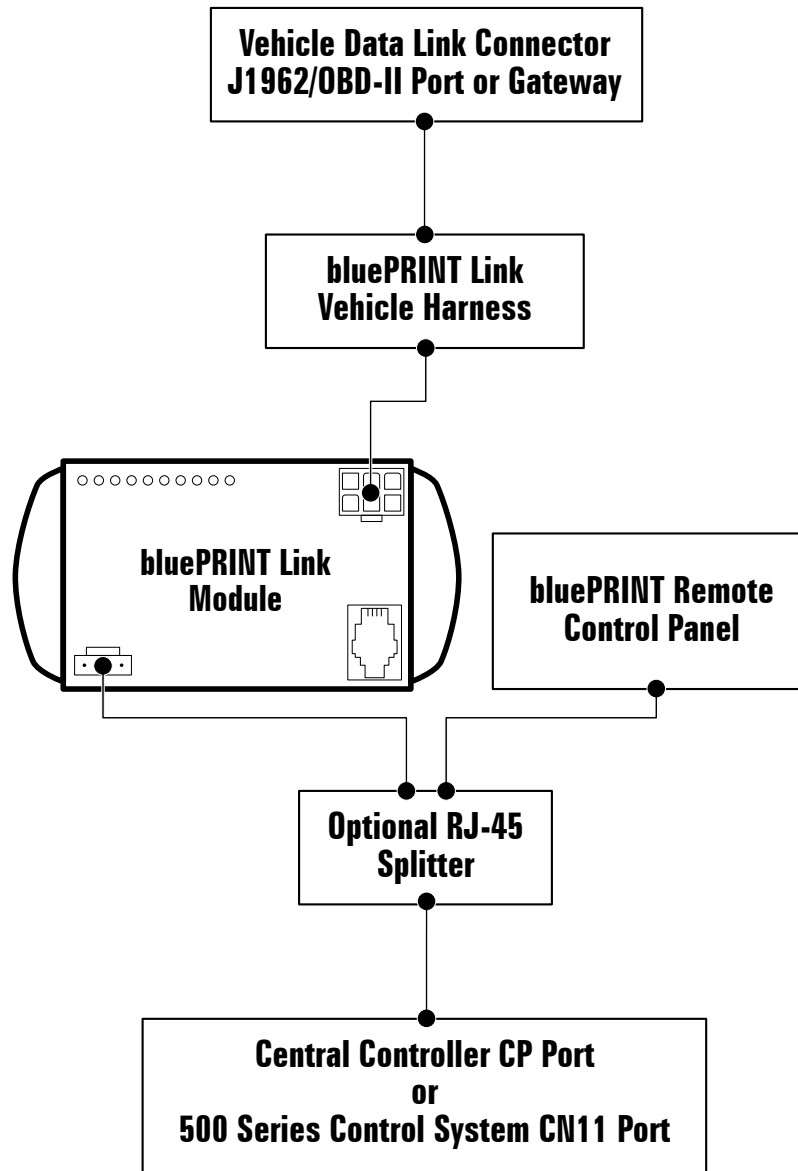 Vehicle Data Link Connector
J1962/OBD-II Port or Gateway
bluePRINT Link
Vehicle Harness
bluePRINT Link
Module
bluePRINT Remote
Control Panel
Optional RJ-45
Splitter
Central Controller CP Port
or
500 Series Control System CN11 Port